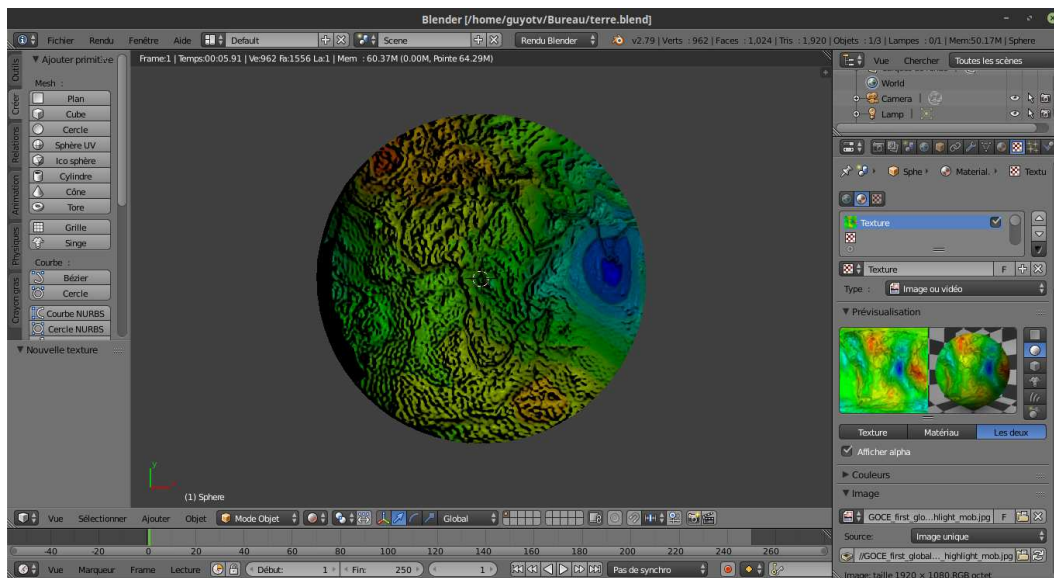 Blender [/home/guyotv/Bureau/terre.blend]
Fichier Rendu Fenêtre Aide Default Scene Rendu Blender v2.79 | Verts : 962 | Faces : 1,024 | Tris : 1,920 | Objets : 1/3 | Lampes : 0/1 | Mem:50.17M | Sphere
Outils
Créer
Relations
Animation
Physiques
Crayon gras
Ajouter primitive
Mesh :
Plan
Cube
Cercle
Sphère UV
Ico sphère
Cylindre
Cône
Tore
Grille
Singe
Courbe :
Bézier
Cercle
Courbe NURBS
Cercle NURBS
Nouvelle texture
Frame:1 | Temps:00:05.91 | Ve:962 Fa:1556 La:1 | Mem : 60.37M (0.00M, Pointe 64.29M)
y
(1) Sphere
Vue Sélectionner Ajouter Objet Mode Objet Global
-40 -20 0 20 40 60 80 100 120 140 160 180 200 220 240 260
Vue Marqueur Frame Lecture Début: 1 Fin: 250 1 Pas de synchro
Vue Chercher Toutes les scènes
World
Camera
Lamp
Sphe Material. Textu
Texture
Texture F
Type : Image ou vidéo
Prévisualisation
Texture Matériau Les deux
Afficher alpha
Couleurs
Image
GOCE_first_glo...hlight_mob.jpg F
Source: Image unique
//GOCE_first_global..._highlight_mob.jpg
Image: taille 1920 × 1080 RGB octet